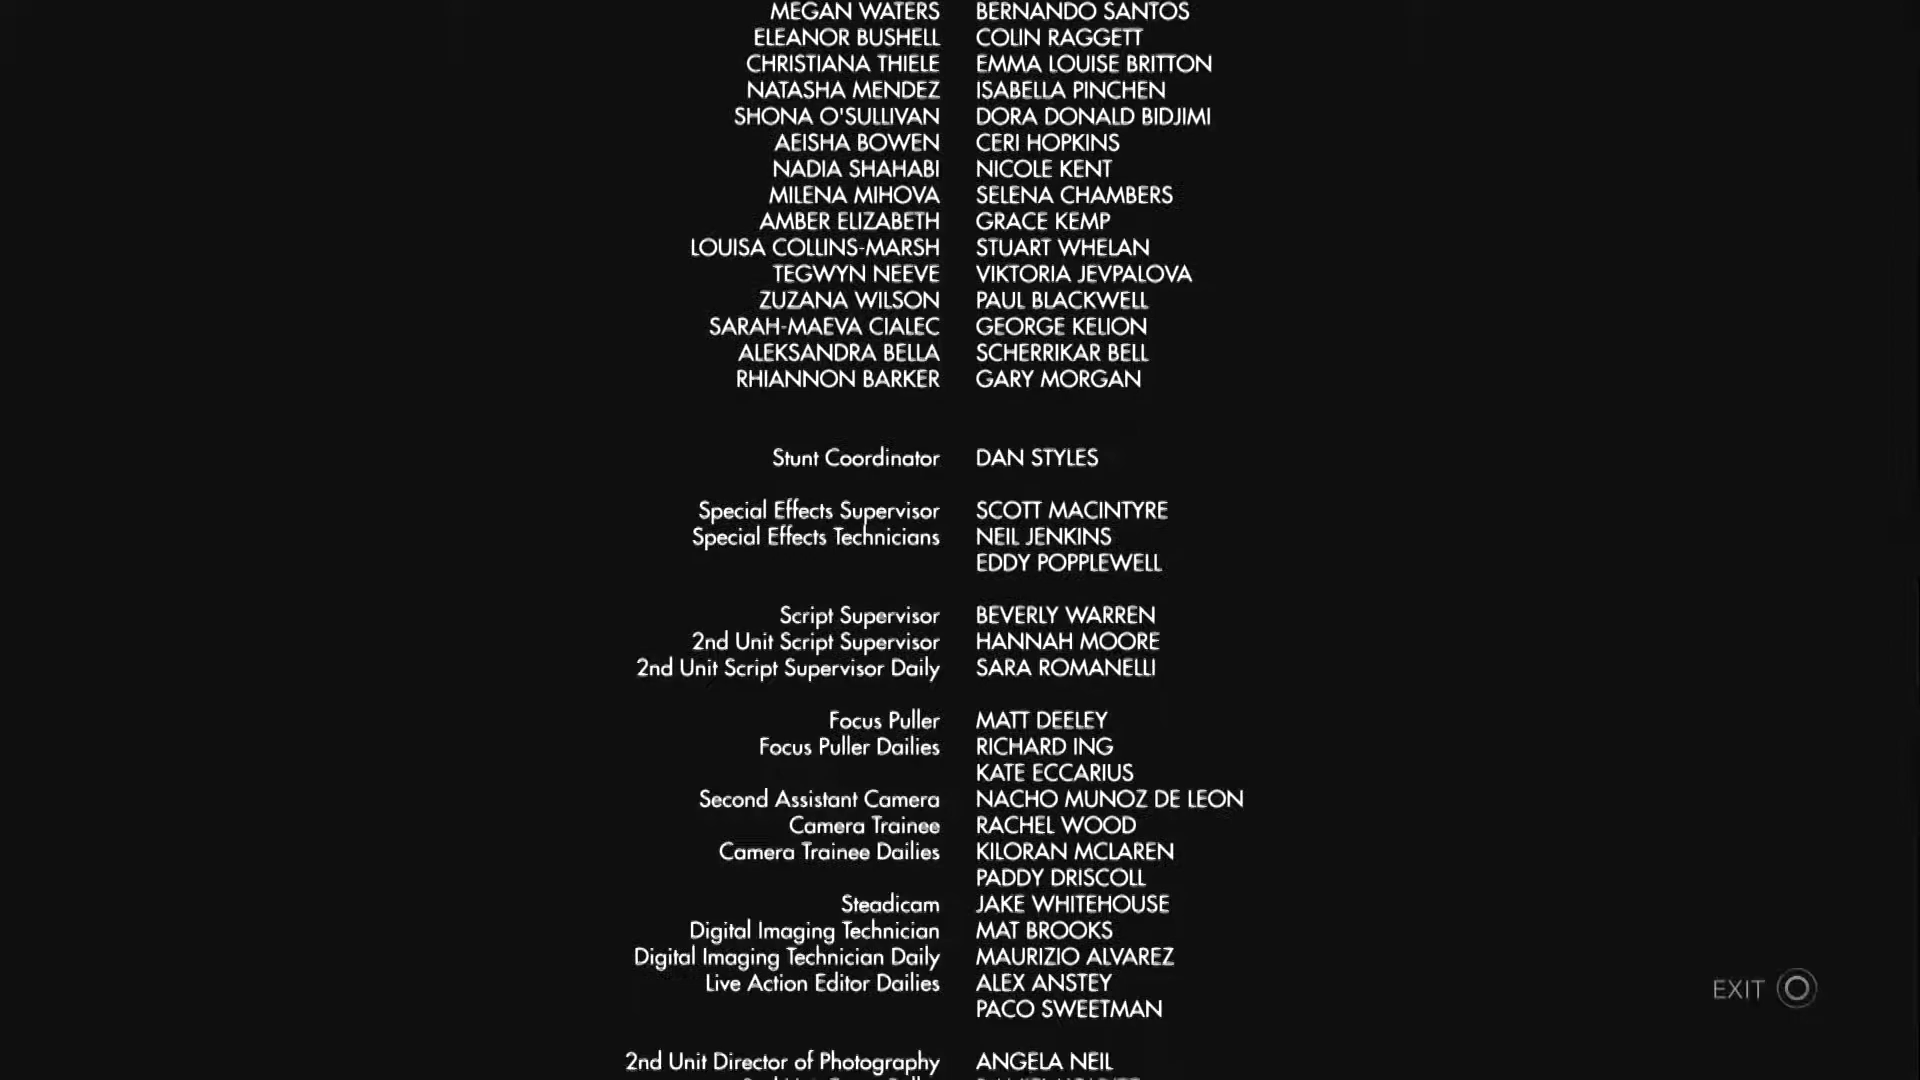 MEGAN WATERS BERNANDO SANTOS
ELEANOR BUSHELL COLIN RAGGETT
CHRISTIANA THIELE EMMA LOUISE BRITTON
NATASHA MENDEZ ISABELLA PINCHEN
SHONA O'SULLIVAN DORA DONALD BIDJIMI
AEISHA BOWEN CERI HOPKINS
NADIA SHAHABI NICOLE KENT
MILENA MIHOVA SELENA CHAMBERS
AMBER ELIZABETH GRACE KEMP
LOUISA COLLINS-MARSH STUART WHELAN
TEGWYN NEEVE VIKTORIA JEVPALOVA
ZUZANA WILSON PAUL BLACKWELL
SARAH-MAEVA CIALEC GEORGE KELION
ALEKSANDRA BELLA SCHERRIKAR BELL
RHIANNON BARKER GARY MORGAN
Stunt Coordinator DAN STYLES
Special Effects Supervisor SCOTT MACINTYRE
Special Effects Technicians NEIL JENKINS
EDDY POPPLEWELL
Script Supervisor BEVERLY WARREN
2nd Unit Script Supervisor HANNAH MOORE
2nd Unit Script Supervisor Daily SARA ROMANELLI
Focus Puller MATT DEELEY
Focus Puller Dailies RICHARD ING
KATE ECCARIUS
Second Assistant Camera NACHO MUNOZ DE LEON
Camera Trainee RACHEL WOOD
Camera Trainee Dailies KILORAN MCLAREN
PADDY DRISCOLL
Steadicam JAKE WHITEHOUSE
Digital Imaging Technician MAT BROOKS
Digital Imaging Technician Daily MAURIZIO ALVAREZ
Live Action Editor Dailies ALEX ANSTEY
PACO SWEETMAN
EXIT
2nd Unit Director of Photography ANGELA NEIL